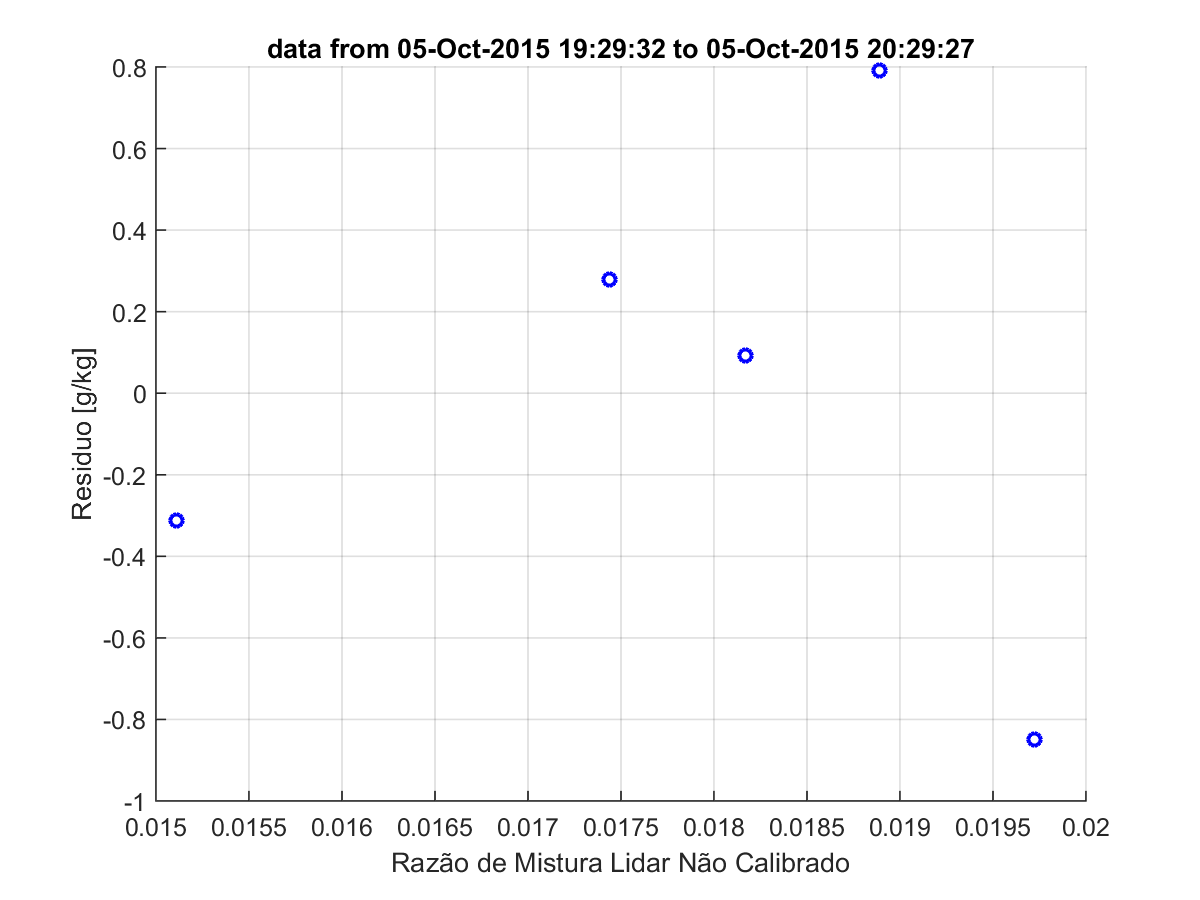 data from 05-Oct-2015 19:29:32 to 05-Oct-2015 20:29:27
0.8
0.6
0.4
0.2
0
-0.2
-0.4
-0.6
-0.8
-1
Residuo [g/kg]
0.015 0.0155 0.016 0.0165 0.017 0.0175 0.018 0.0185 0.019 0.0195 0.02
Razão de Mistura Lidar Não Calibrado